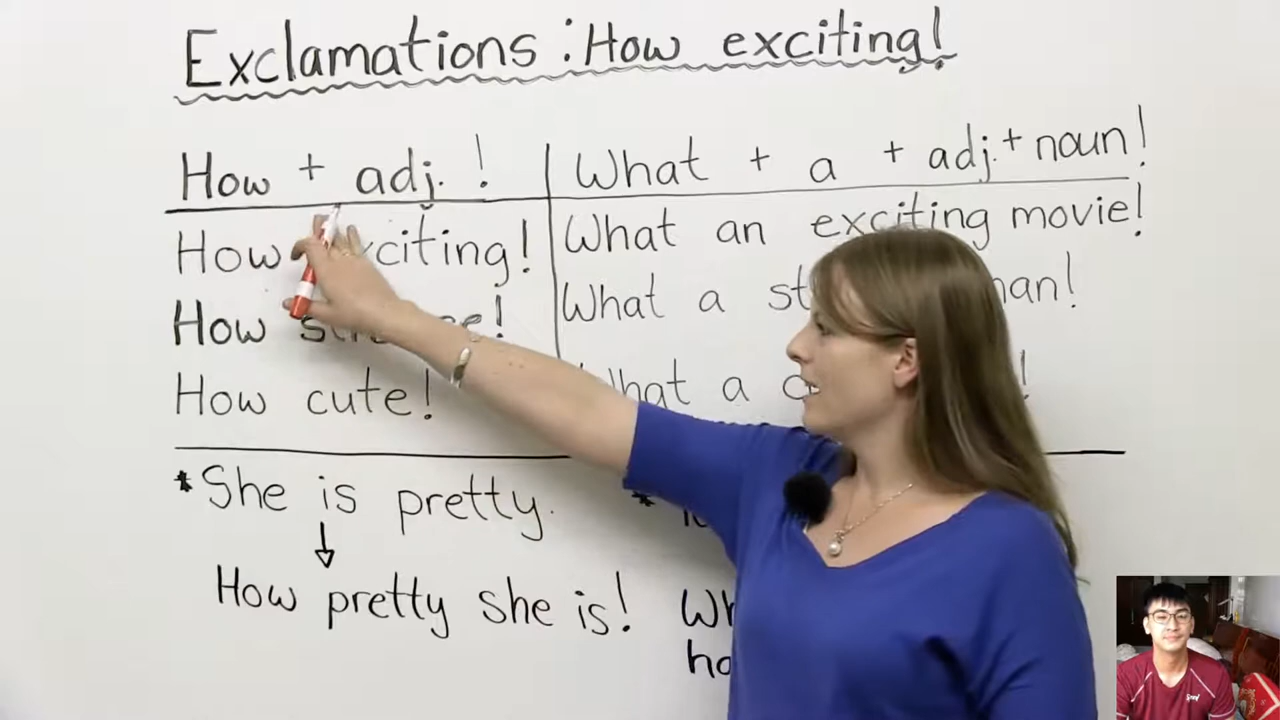 Exclamations : How exciting!
How + adj. ! What + a + adj. + noun!
How exciting! What an exciting movie!
How What a
How cute! What a
*She is pretty. *
↓
How pretty she is!